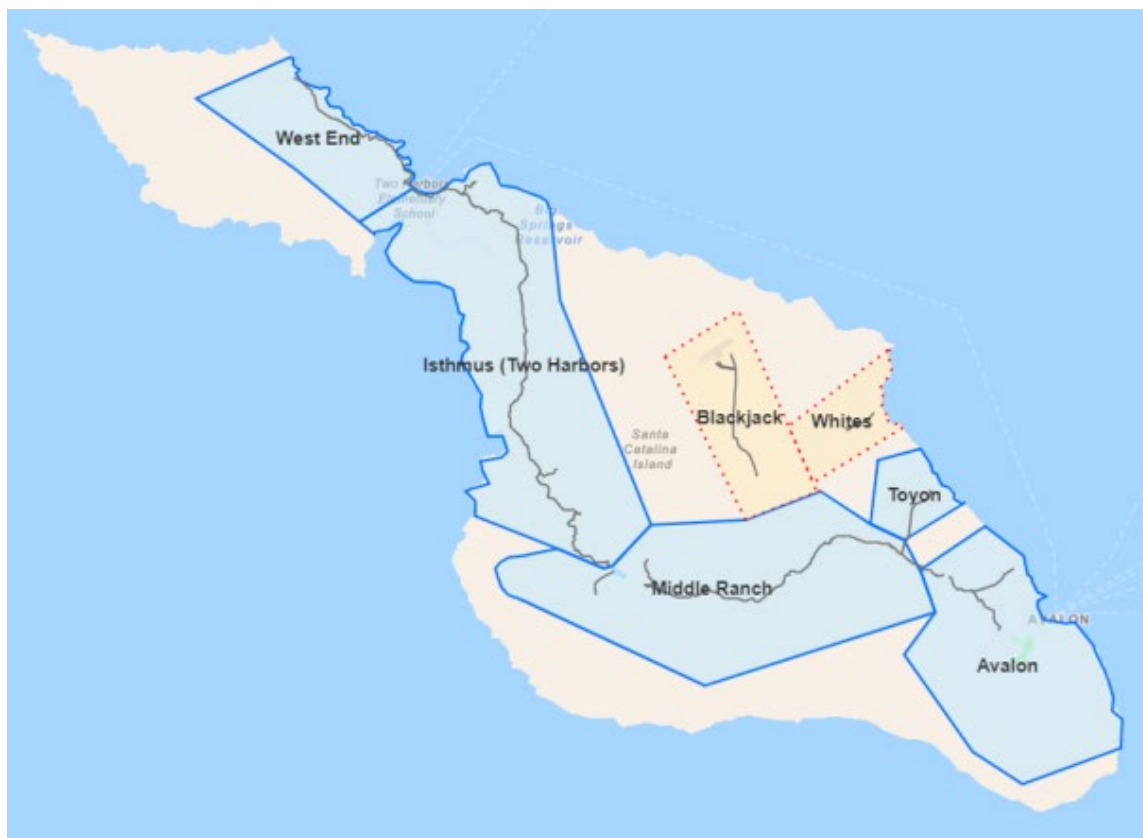 West End
Two Harbors
Elementary
School
Big
Springs
Reservoir
Isthmus (Two Harbors)
Blackjack
Whites
Santa
Catalina
Island
Toyon
Middle Ranch
AVALON
Avalon